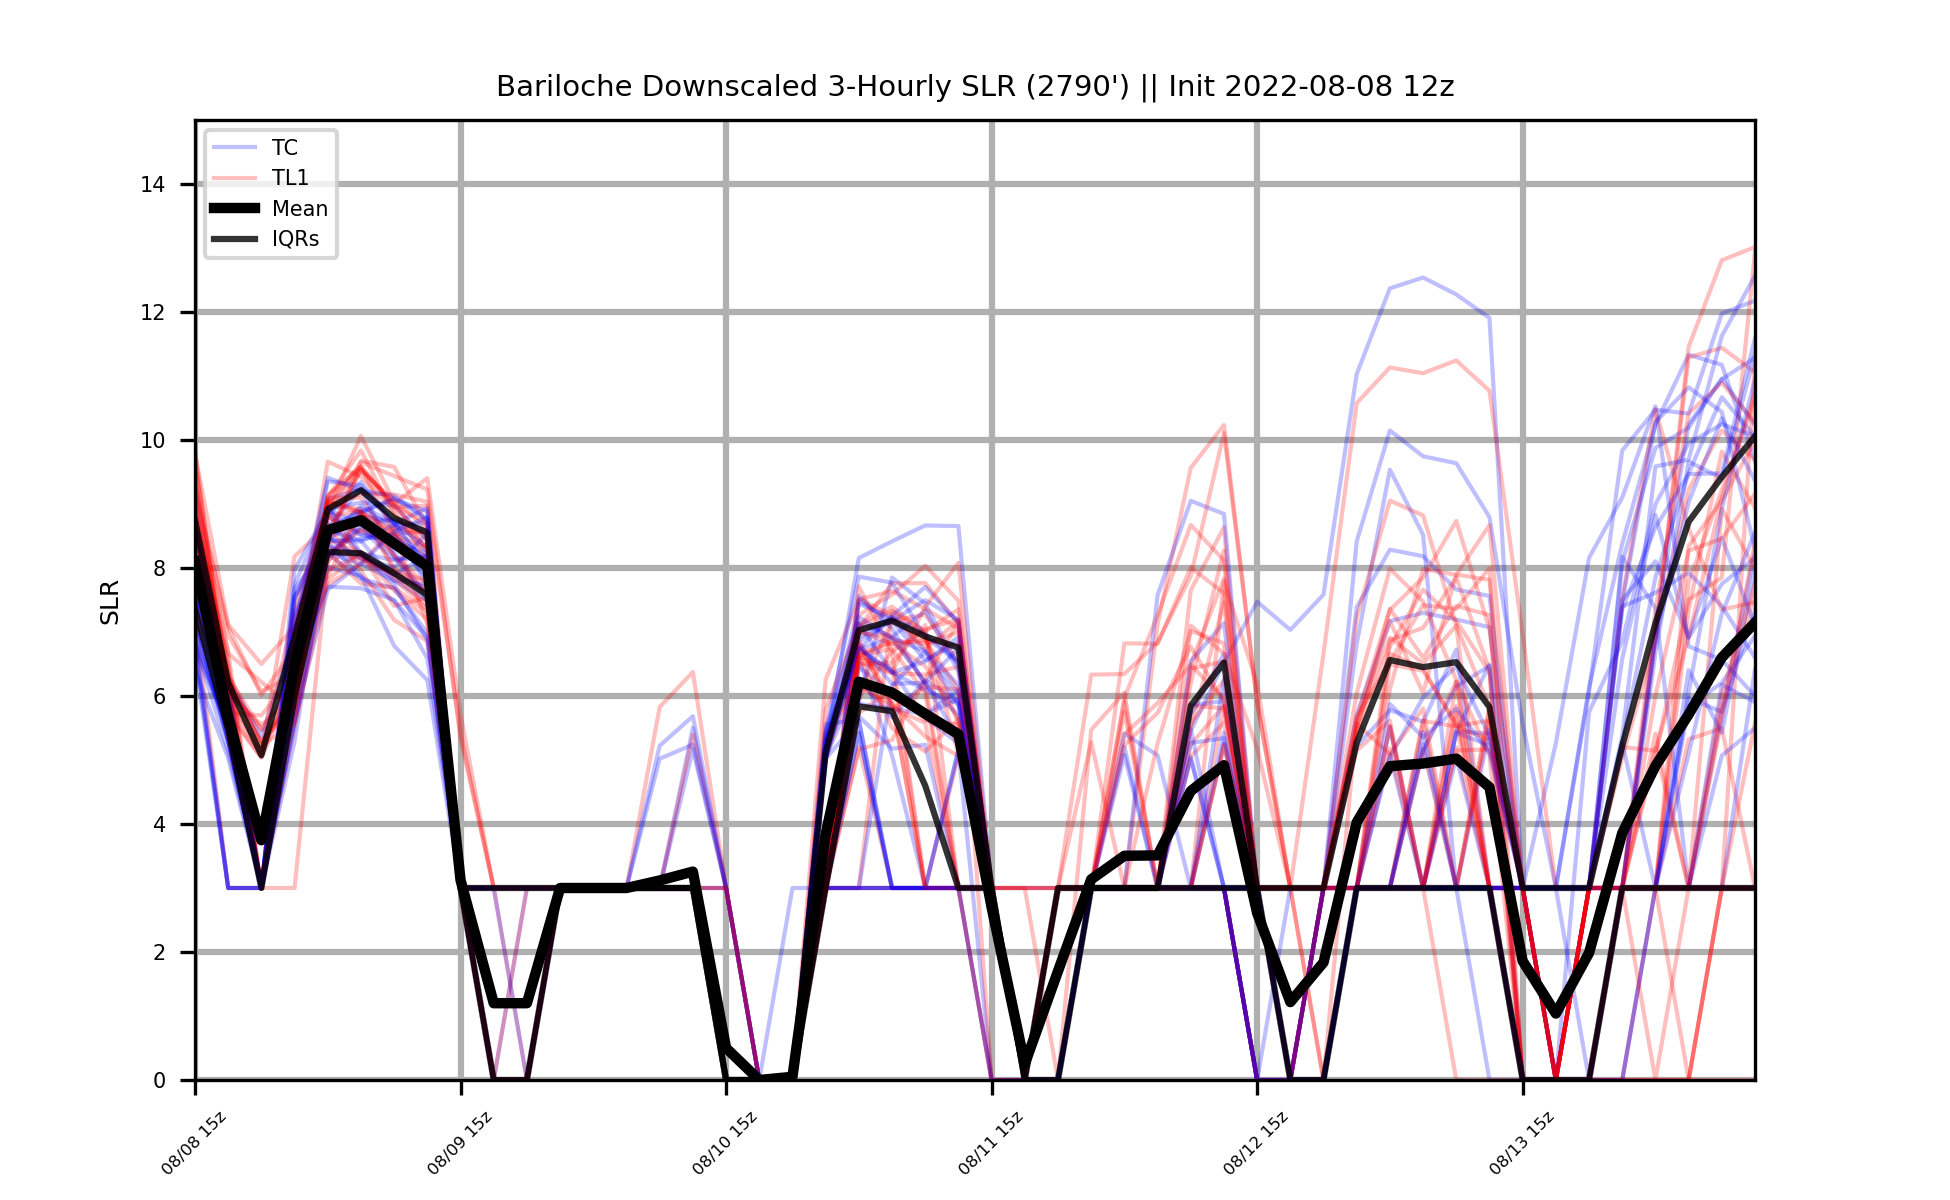 Bariloche Downscaled 3-Hourly SLR (2790') || Init 2022-08-08 12z
TC
TL1
Mean
IQRs
SLR
14
12
10
8
6
4
2
0
08/08 15z
08/09 15z
08/10 15z
08/11 15z
08/12 15z
08/13 15z